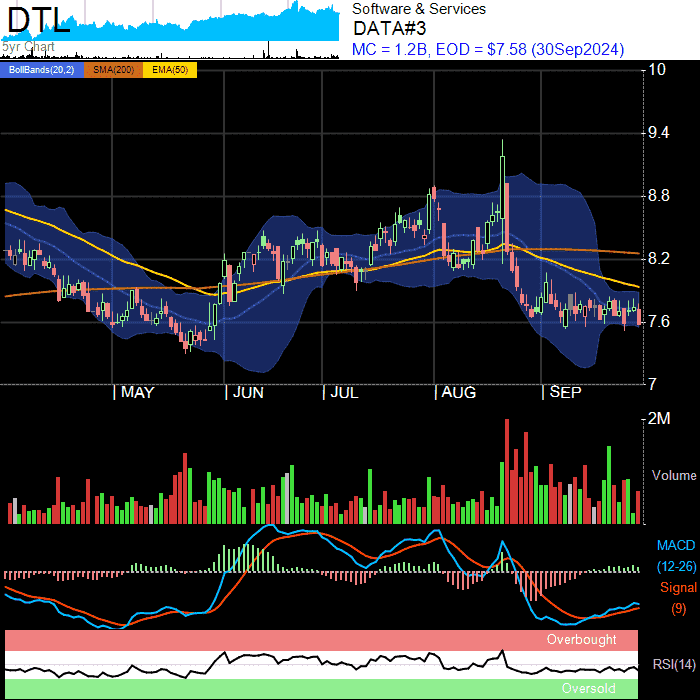 DTL
5yr Chart
Software & Services
DATA#3
MC = 1.2B, EOD = $7.58 (30Sep2024)
BollBands(20,2) SMA(200) EMA(50)
10
9.4
8.8
8.2
7.6
7
MAY JUN JUL AUG SEP
2M
Volume
MACD
(12-26)
Signal
(9)
Overbought
RSI(14)
Oversold